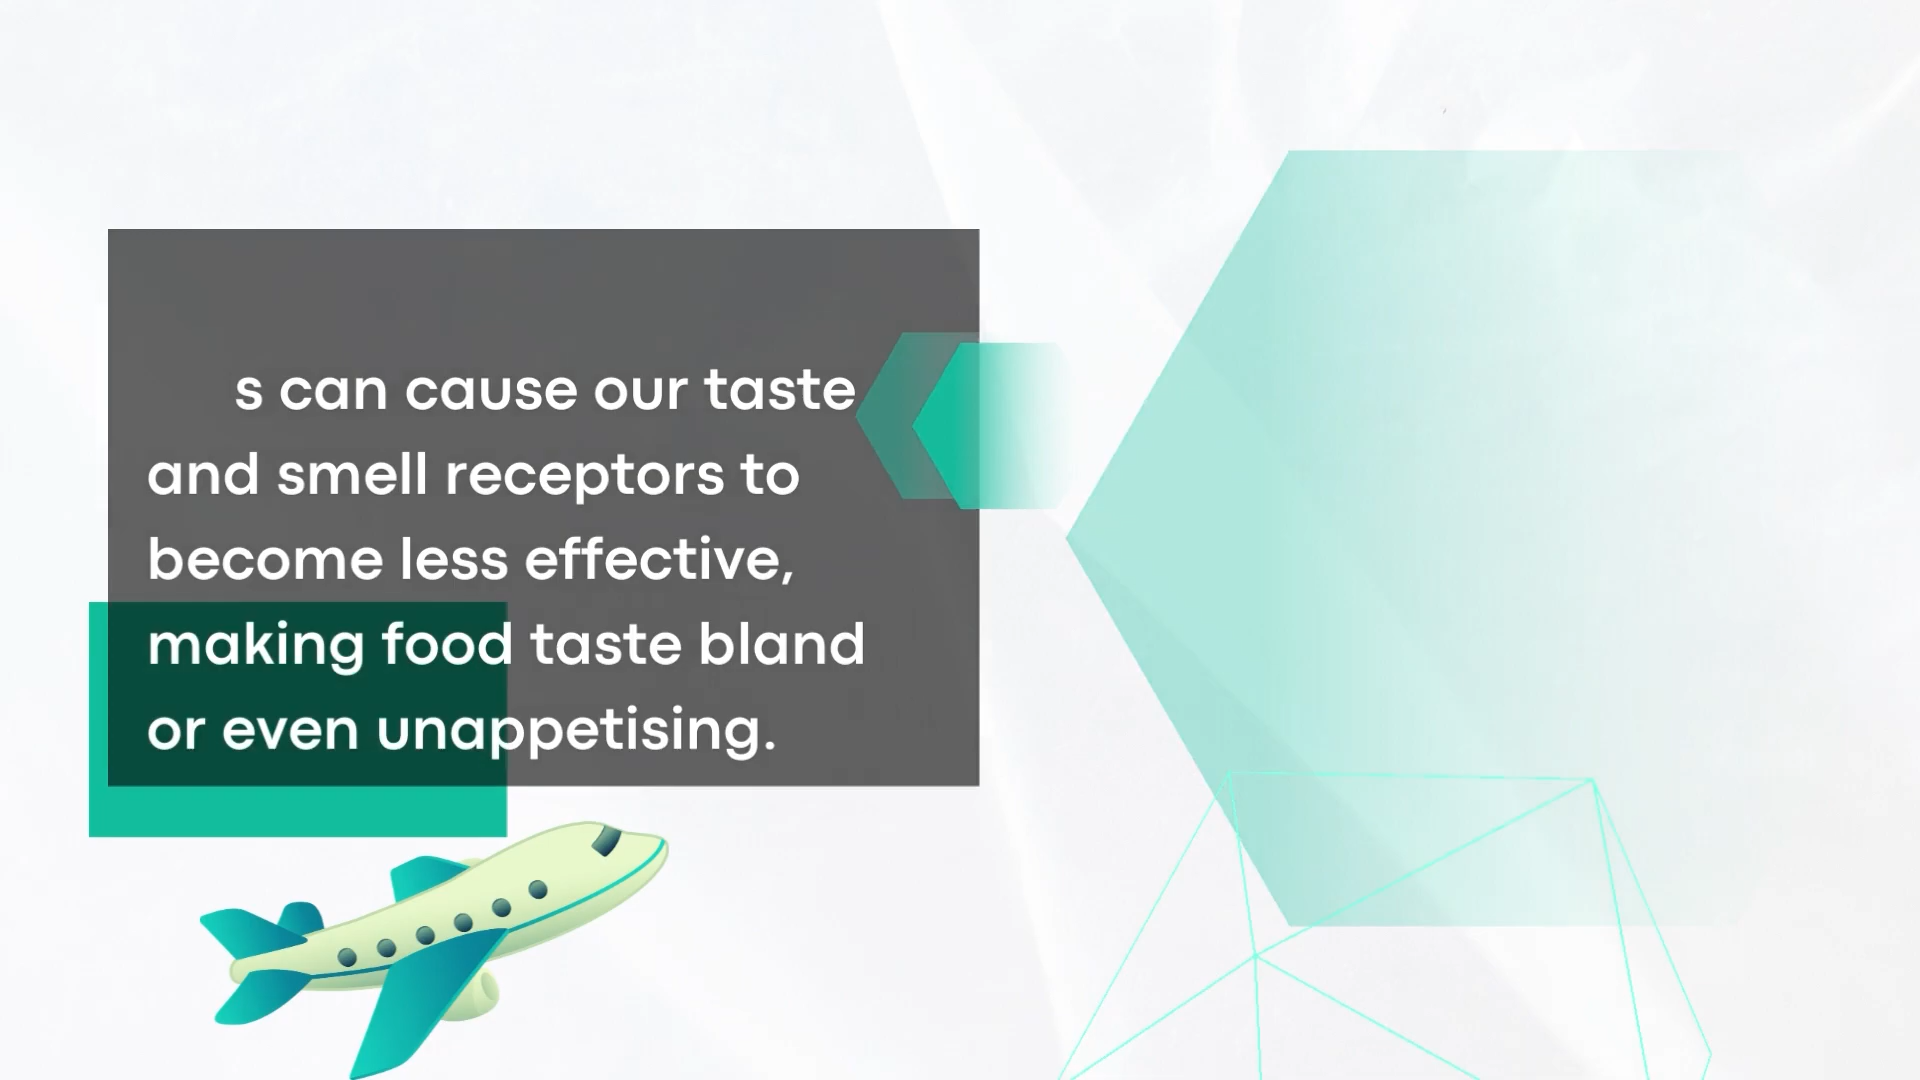 s can cause our taste
and smell receptors to
become less effective,
making food taste bland
or even unappetising.